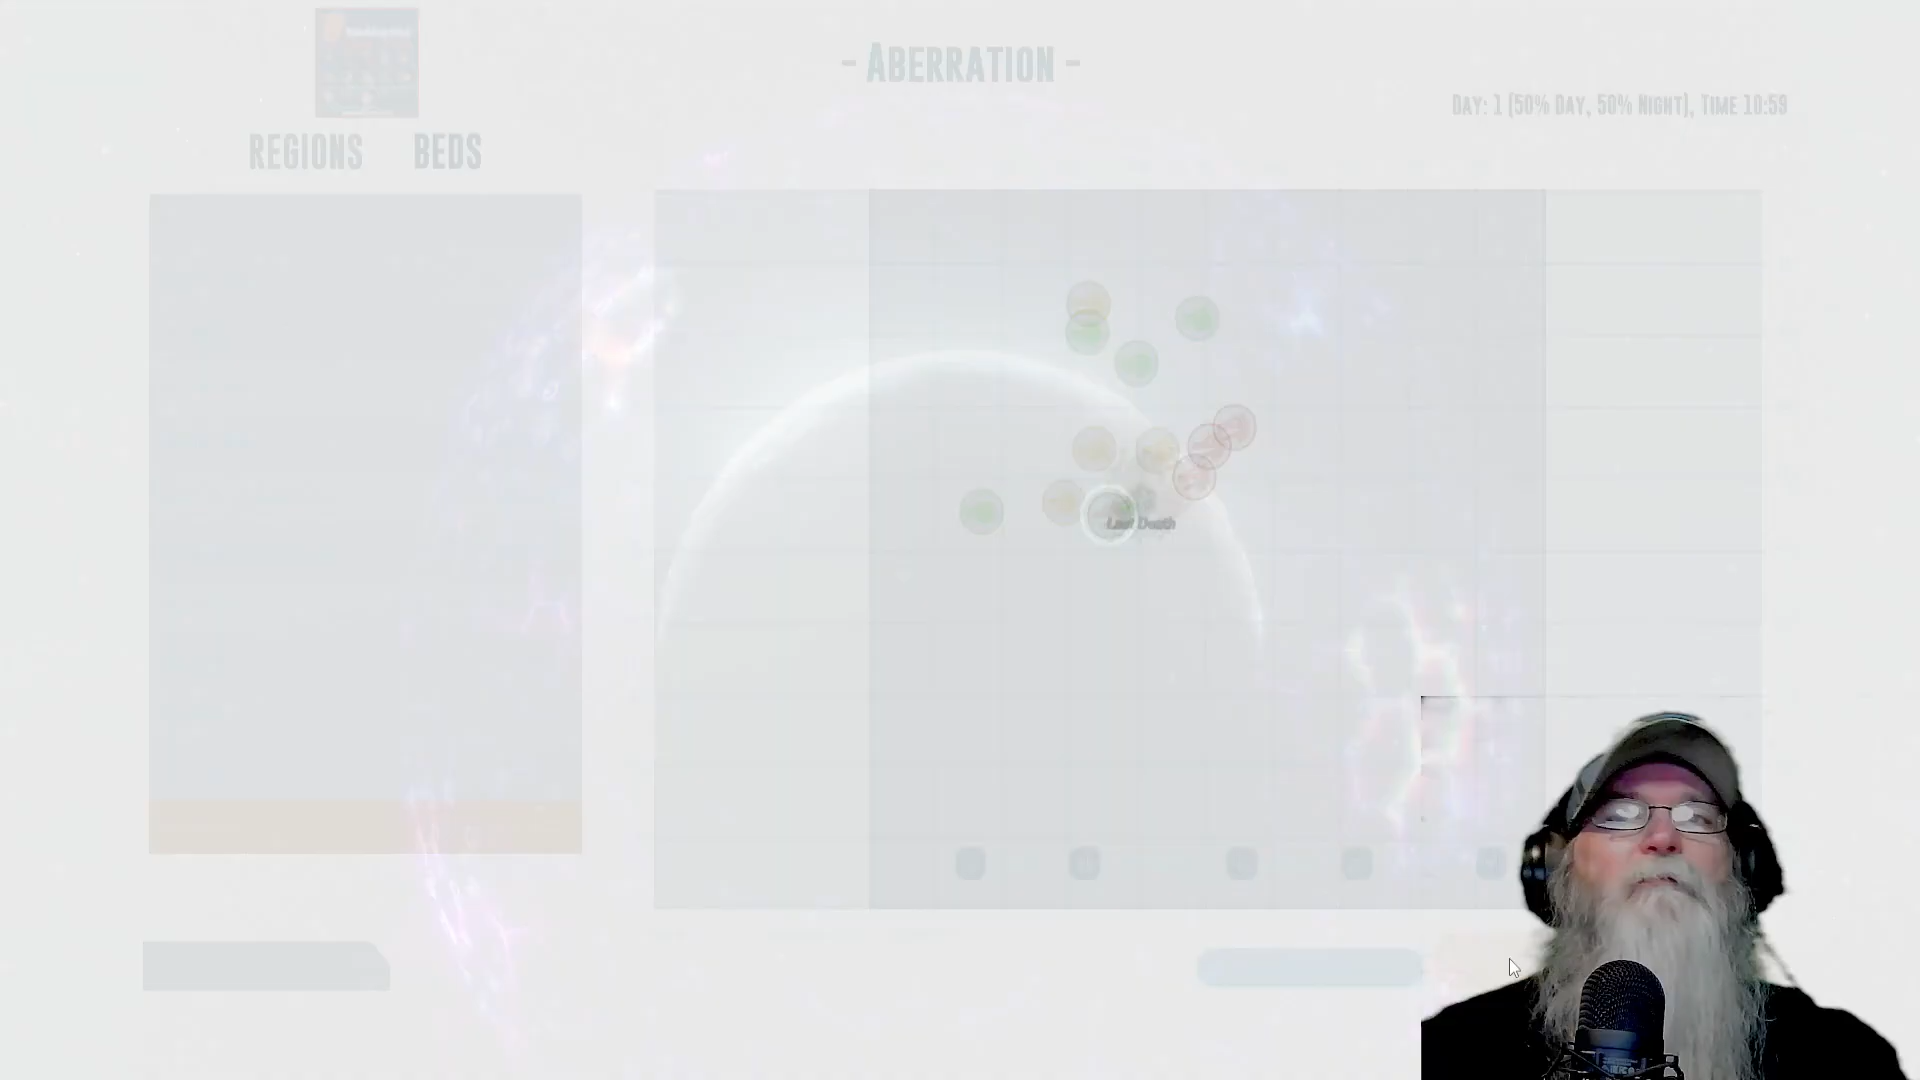 - ABERRATION -
DAY: 1 (50% DAY, 50% NIGHT), TIME 10:59
REGIONS BEDS
Last Death